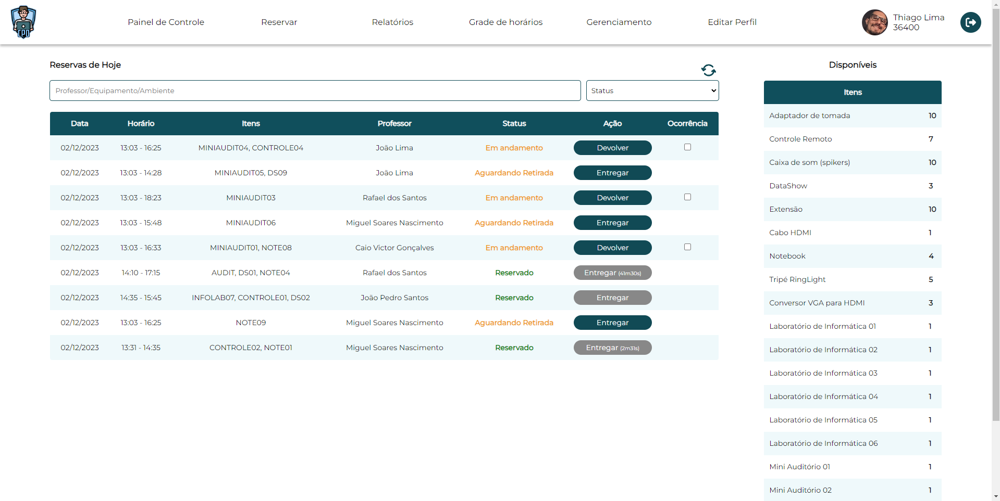 CPD
Painel de Controle
Reservar
Relatórios
Grade de horários
Gerenciamento
Editar Perfil
Thiago Lima
36400
Reservas de Hoje
Professor/Equipamento/Ambiente
Status
Data Horário Itens Professor Status Ação Ocorrência
02/12/2023 13:03 - 16:25 MINIAUDIT04, CONTROLE04 João Lima Em andamento Devolver
02/12/2023 13:03 - 14:28 MINIAUDIT05, DS09 João Lima Aguardando Retirada Entregar
02/12/2023 13:03 - 18:23 MINIAUDIT03 Rafael dos Santos Em andamento Devolver
02/12/2023 13:03 - 15:48 MINIAUDIT06 Miguel Soares Nascimento Aguardando Retirada Entregar
02/12/2023 13:03 - 16:33 MINIAUDIT01, NOTE08 Caio Victor Gonçalves Em andamento Devolver
02/12/2023 14:10 - 17:15 AUDIT, DS01, NOTE04 Rafael dos Santos Reservado Entregar (41m30s)
02/12/2023 14:35 - 15:45 INFOLAB07, CONTROLE01, DS02 João Pedro Santos Reservado Entregar
02/12/2023 13:03 - 16:25 NOTE09 Miguel Soares Nascimento Aguardando Retirada Entregar
02/12/2023 13:31 - 14:35 CONTROLE02, NOTE01 Miguel Soares Nascimento Reservado Entregar (2m31s)
Disponíveis
Itens
Adaptador de tomada 10
Controle Remoto 7
Caixa de som (spikers) 10
DataShow 3
Extensão 10
Cabo HDMI 1
Notebook 4
Tripé RingLight 5
Conversor VGA para HDMI 3
Laboratório de Informática 01 1
Laboratório de Informática 02 1
Laboratório de Informática 03 1
Laboratório de Informática 04 1
Laboratório de Informática 05 1
Laboratório de Informática 06 1
Mini Auditório 01 1
Mini Auditório 02 1